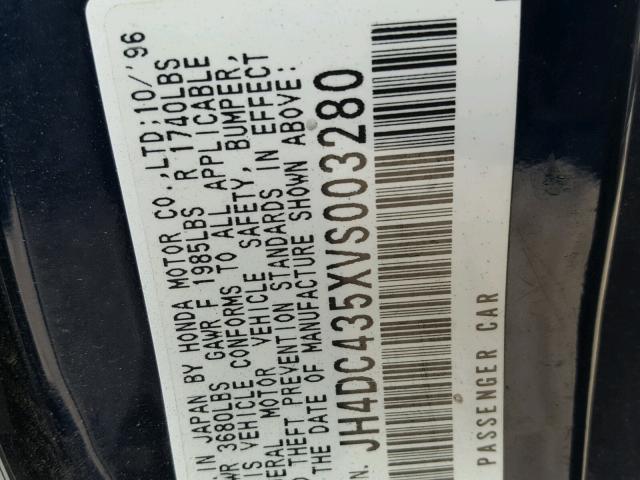 IN JAPAN BY HONDA MOTOR CO.,LTD;10/'96
WR 3680LBS GAWR F 1985LBS R 1740LBS
IS VEHICLE CONFORMS TO ALL APPLICABLE
ERAL MOTOR VEHICLE SAFETY, BUMPER,
D THEFT PREVENTION STANDARDS IN EFFECT
THE DATE OF MANUFACTURE SHOWN ABOVE:
N. JH4DC435XVS003280
PASSENGER CAR